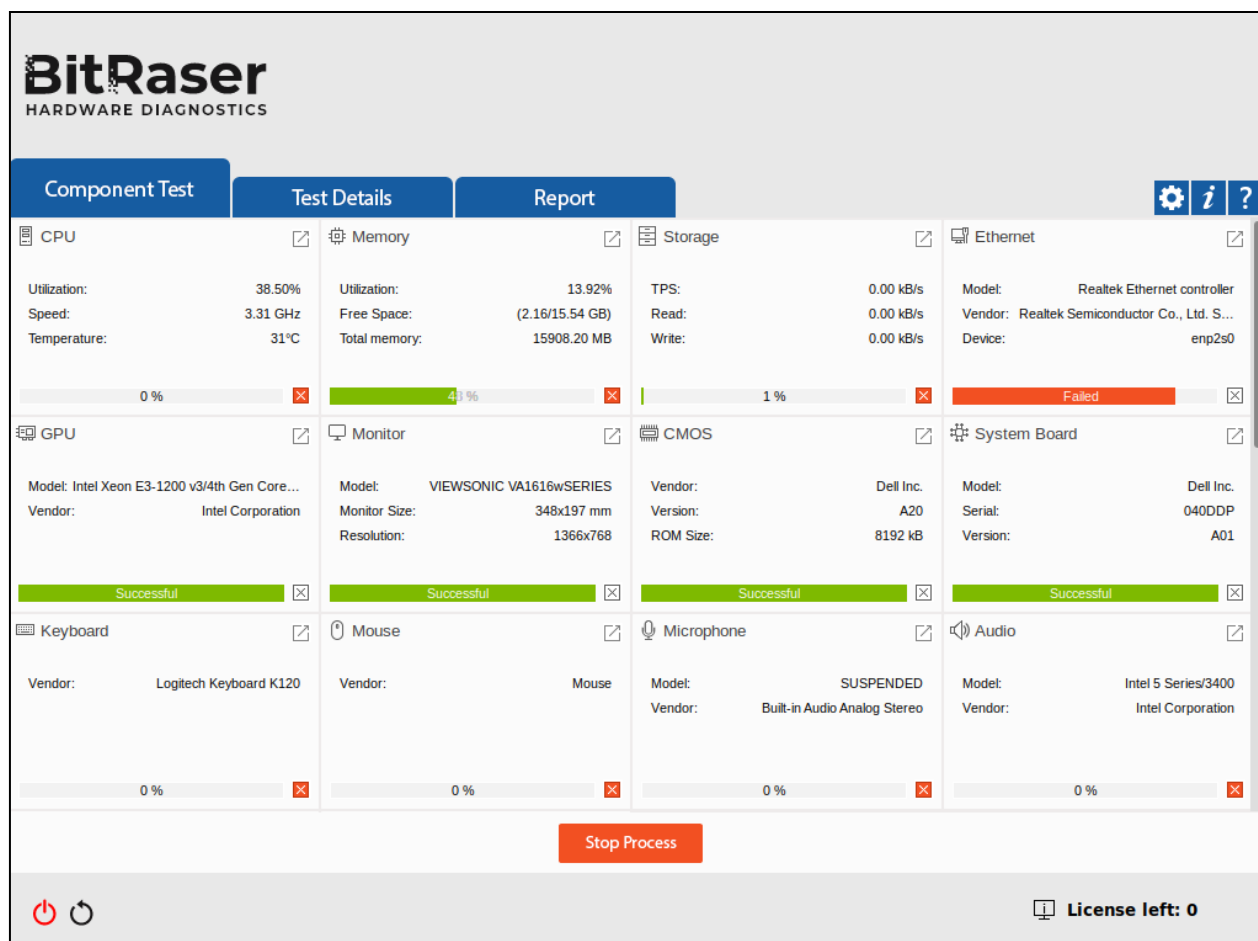 BitRaser
HARDWARE DIAGNOSTICS
Component Test
Test Details
Report
i
?
CPU
Utilization: 38.50%
Speed: 3.31 GHz
Temperature: 31°C
0 %
Memory
Utilization: 13.92%
Free Space: (2.16/15.54 GB)
Total memory: 15908.20 MB
48 %
Storage
TPS: 0.00 kB/s
Read: 0.00 kB/s
Write: 0.00 kB/s
1 %
Ethernet
Model: Realtek Ethernet controller
Vendor: Realtek Semiconductor Co., Ltd. S...
Device: enp2s0
Failed
GPU
Model: Intel Xeon E3-1200 v3/4th Gen Core...
Vendor: Intel Corporation
Successful
Monitor
Model: VIEWSONIC VA1616wSERIES
Monitor Size: 348x197 mm
Resolution: 1366x768
Successful
CMOS
Vendor: Dell Inc.
Version: A20
ROM Size: 8192 kB
Successful
System Board
Model: Dell Inc.
Serial: 040DDP
Version: A01
Successful
Keyboard
Vendor: Logitech Keyboard K120
0 %
Mouse
Vendor: Mouse
0 %
Microphone
Model: SUSPENDED
Vendor: Built-in Audio Analog Stereo
0 %
Audio
Model: Intel 5 Series/3400
Vendor: Intel Corporation
0 %
Stop Process
License left: 0